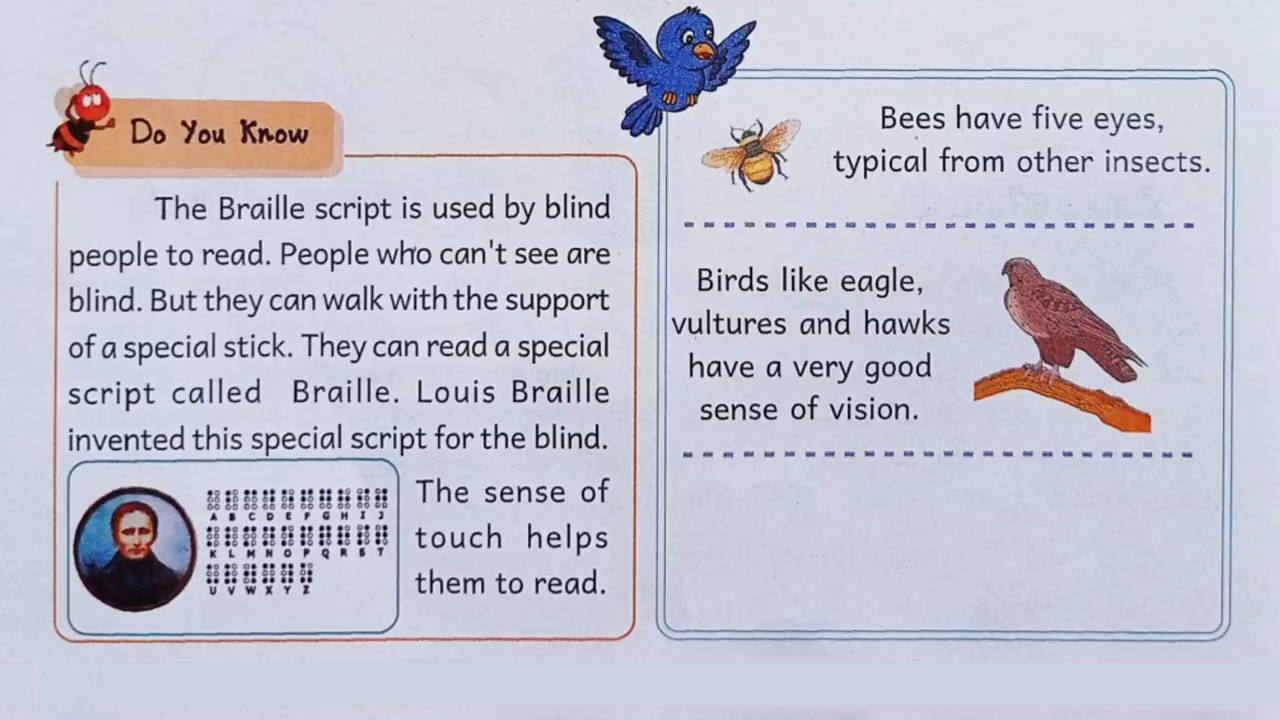 Do You Know
The Braille script is used by blind
people to read. People who can't see are
blind. But they can walk with the support
of a special stick. They can read a special
script called Braille. Louis Braille
invented this special script for the blind.
A B C D E F G H I J
K L M N O P Q R S T
U V W X Y Z
The sense of
touch helps
them to read.
Bees have five eyes,
typical from other insects.
Birds like eagle,
vultures and hawks
have a very good
sense of vision.